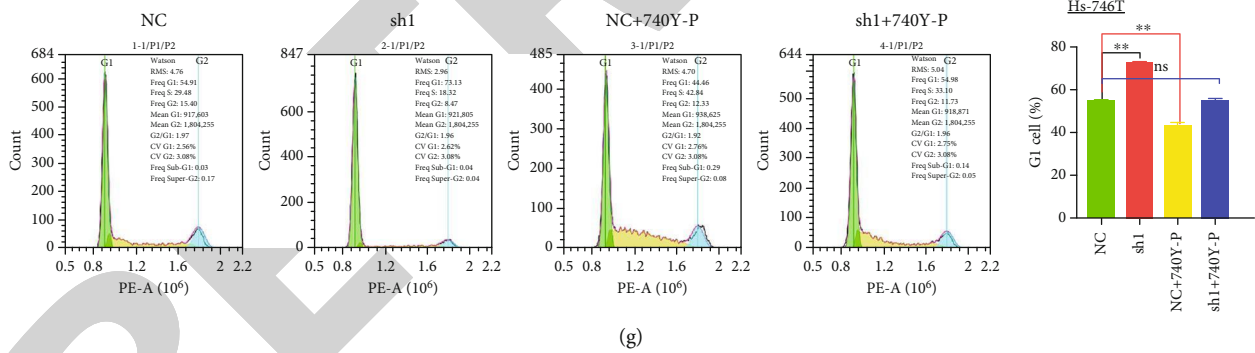 NC
1-1/P1/P2
684
600
500
400
300
200
100
0
Count
G1
G2
Watson
RMS: 4.76
Freq G1: 54.91
Freq S: 29.48
Freq G2: 15.40
Mean G1: 917,603
Mean G2: 1,804,255
G2/G1: 1.97
CV G1: 2.56%
CV G2: 3.08%
Freq Sub-G1: 0.03
Freq Super-G2: 0.17
0.5 0.8 1.2 1.6 2 2.2
PE-A (10⁶)
sh1
2-1/P1/P2
847
600
400
200
0
Count
G1
G2
Watson
RMS: 2.96
Freq G1: 73.13
Freq S: 18.32
Freq G2: 8.47
Mean G1: 921,805
Mean G2: 1,804,255
G2/G1: 1.96
CV G1: 2.62%
CV G2: 3.08%
Freq Sub-G1: 0.04
Freq Super-G2: 0.04
0.5 0.8 1.2 1.6 2 2.2
PE-A (10⁶)
NC+740Y-P
3-1/P1/P2
485
400
300
200
100
0
Count
G1
G2
Watson
RMS: 4.70
Freq G1: 44.46
Freq S: 42.84
Freq G2: 12.33
Mean G1: 938,625
Mean G2: 1,804,255
G2/G1: 1.92
CV G1: 2.76%
CV G2: 3.08%
Freq Sub-G1: 0.29
Freq Super-G2: 0.08
0.5 0.8 1.2 1.6 2 2.2
PE-A (10⁶)
sh1+740Y-P
4-1/P1/P2
644
500
400
300
200
100
0
Count
G1
G2
Watson
RMS: 5.04
Freq G1: 54.98
Freq S: 33.10
Freq G2: 11.73
Mean G1: 918,871
Mean G2: 1,804,255
G2/G1: 1.96
CV G1: 2.75%
CV G2: 3.08%
Freq Sub-G1: 0.14
Freq Super-G2: 0.05
0.5 0.8 1.2 1.6 2 2.2
PE-A (10⁶)
Hs-746T
**
**
ns
80
60
40
20
0
G1 cell (%)
NC
sh1
NC+740Y-P
sh1+740Y-P
(g)